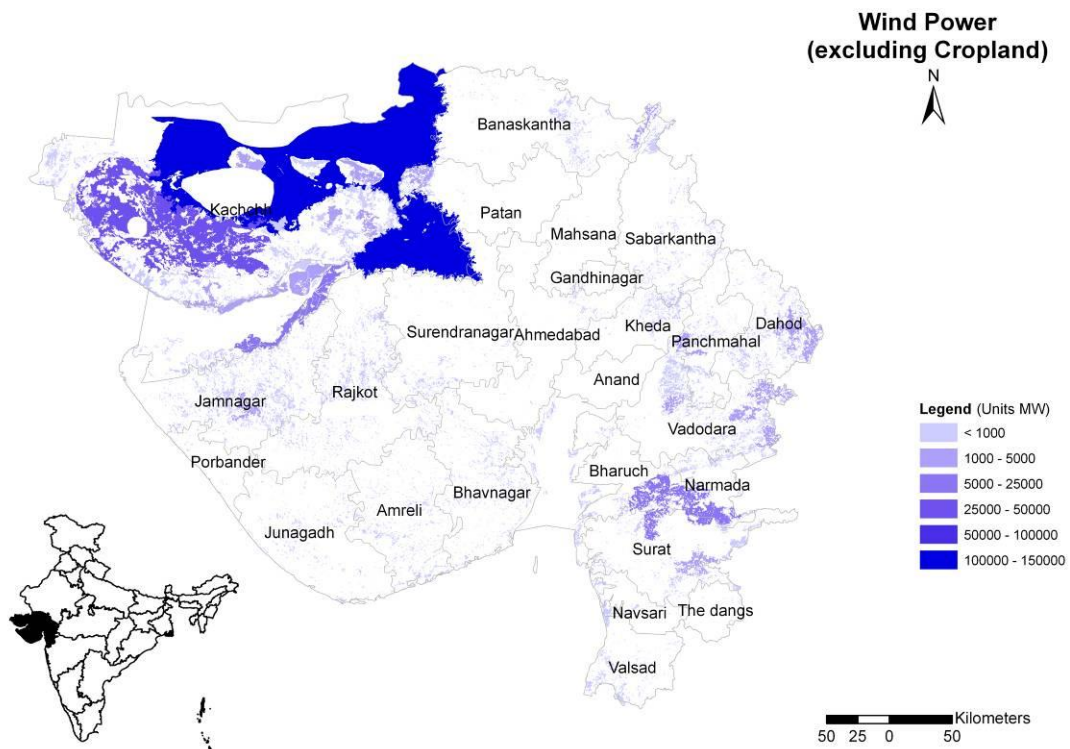 Wind Power
(excluding Cropland)
N
Banaskantha
Kachchh
Patan
Mahsana
Sabarkantha
Gandhinagar
Surendranagar
Ahmedabad
Kheda
Panchmahal
Dahod
Anand
Rajkot
Jamnagar
Vadodara
Porbander
Bharuch
Narmada
Bhavnagar
Amreli
Junagadh
Surat
Navsari
The dangs
Valsad
Legend (Units MW)
< 1000
1000 - 5000
5000 - 25000
25000 - 50000
50000 - 100000
100000 - 150000
Kilometers
50 25 0 50